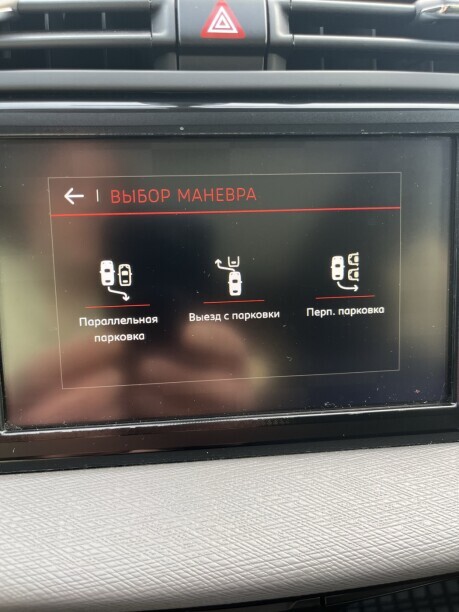 ВЫБОР МАНЕВРА
Параллельная
парковка
Выезд с парковки
Перп. парковка